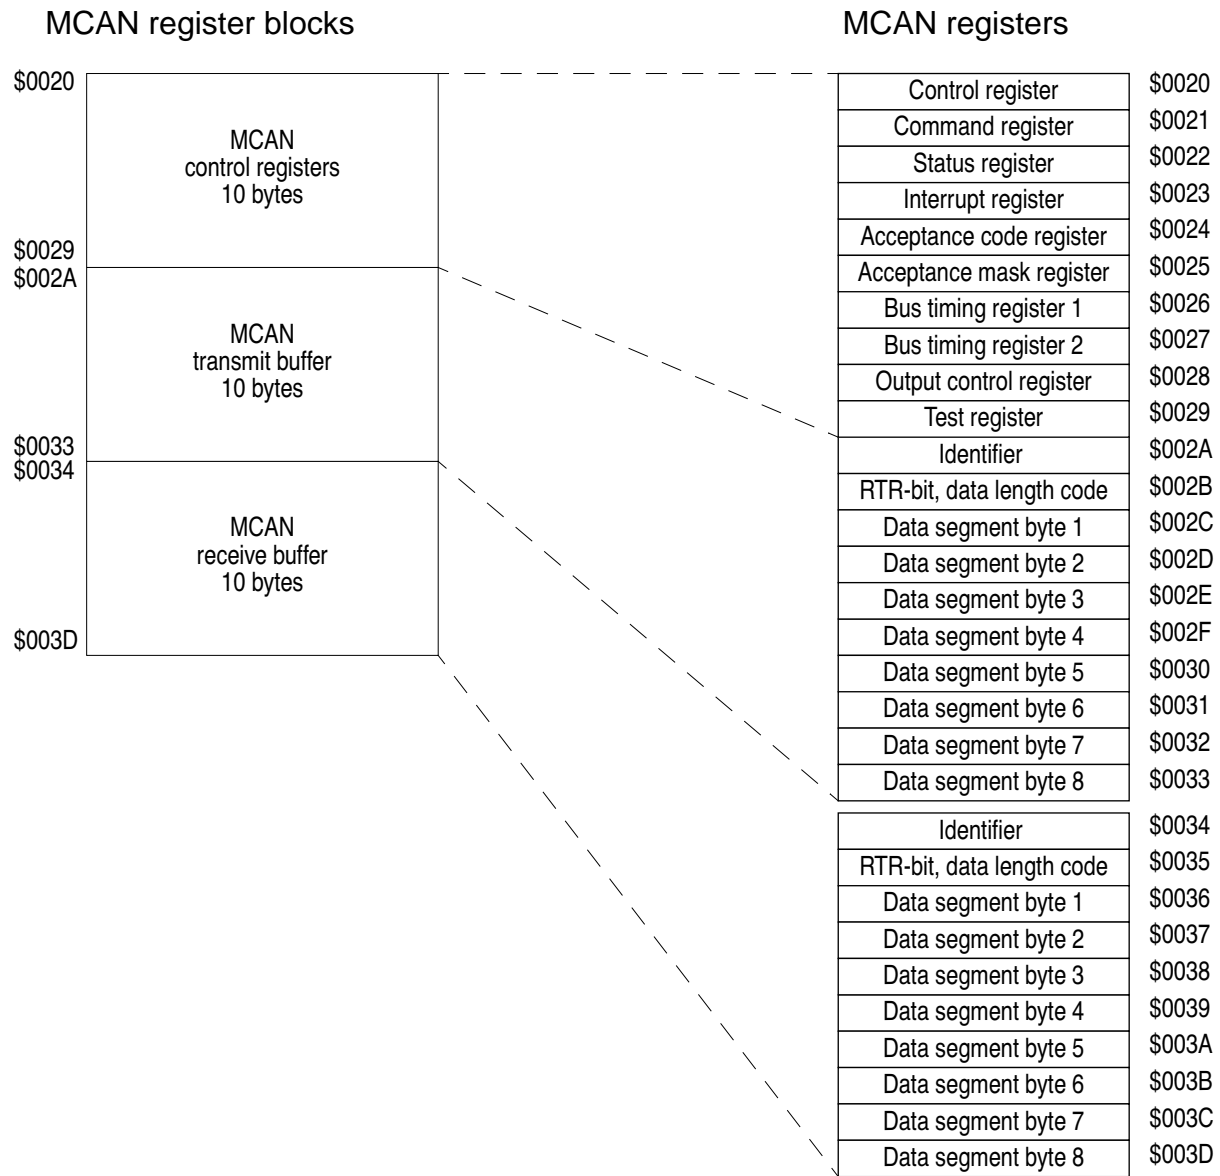 MCAN register blocks
$0020
MCAN
control registers
10 bytes
$0029
$002A
MCAN
transmit buffer
10 bytes
$0033
$0034
MCAN
receive buffer
10 bytes
$003D
MCAN registers
Control register $0020
Command register $0021
Status register $0022
Interrupt register $0023
Acceptance code register $0024
Acceptance mask register $0025
Bus timing register 1 $0026
Bus timing register 2 $0027
Output control register $0028
Test register $0029
Identifier $002A
RTR-bit, data length code $002B
Data segment byte 1 $002C
Data segment byte 2 $002D
Data segment byte 3 $002E
Data segment byte 4 $002F
Data segment byte 5 $0030
Data segment byte 6 $0031
Data segment byte 7 $0032
Data segment byte 8 $0033
Identifier $0034
RTR-bit, data length code $0035
Data segment byte 1 $0036
Data segment byte 2 $0037
Data segment byte 3 $0038
Data segment byte 4 $0039
Data segment byte 5 $003A
Data segment byte 6 $003B
Data segment byte 7 $003C
Data segment byte 8 $003D